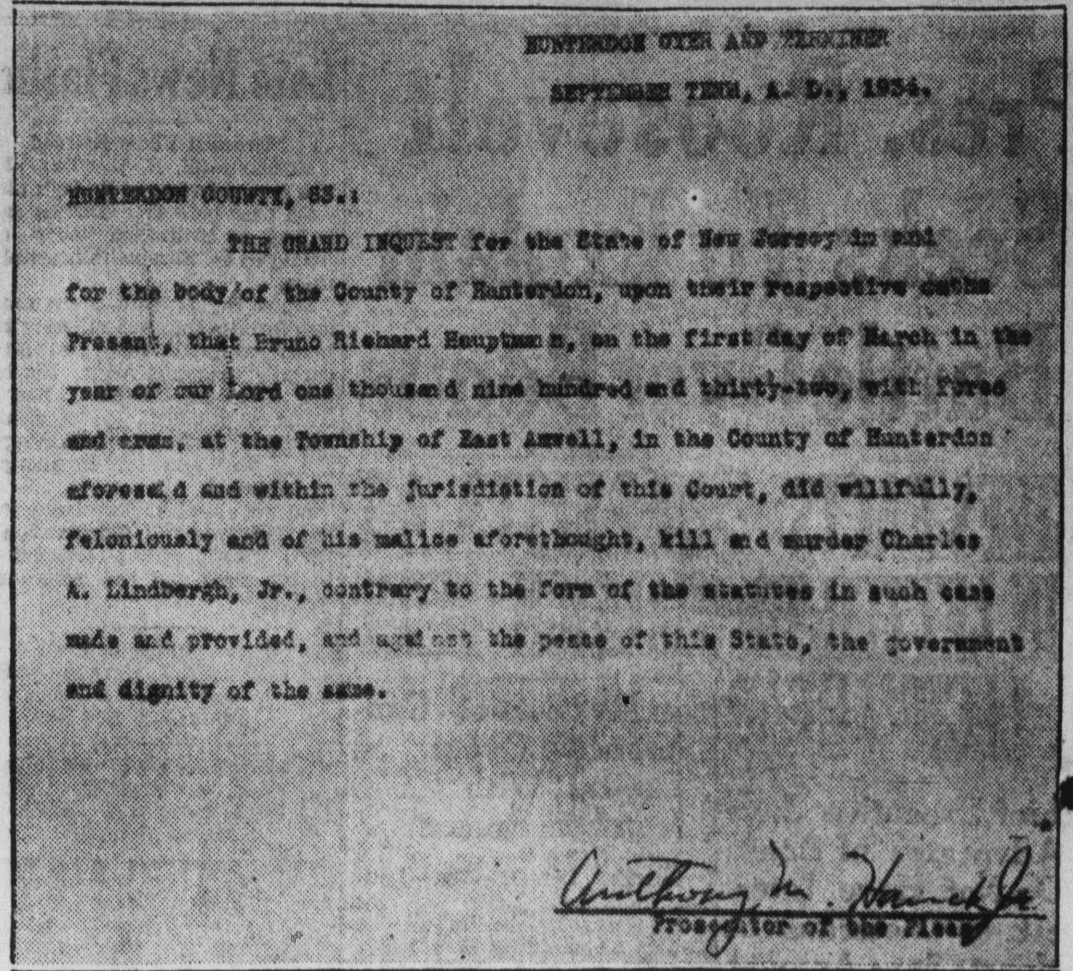 HUNTERDON OYER AND TERMINER
SEPTEMBER TERM, A. D., 1934.
HUNTERDON COUNTY, SS.:
THE GRAND INQUEST for the State of New Jersey in and
for the body of the County of Hunterdon, upon their respective oaths
Present, that Bruno Richard Hauptmann, on the first day of March in the
year of our Lord one thousand nine hundred and thirty-two, with force
and arms, at the Township of East Amwell, in the County of Hunterdon
aforesaid and within the jurisdiction of this Court, did willfully,
feloniously and of his malice aforethought, kill and murder Charles
A. Lindbergh, Jr., contrary to the form of the statutes in such case
made and provided, and against the peace of this State, the government
and dignity of the same.
Anthony M. Hauck Jr.
Prosecutor of the Pleas